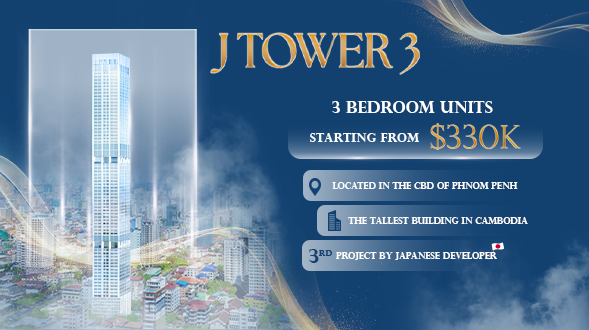 J TOWER 3
3 BEDROOM UNITS
STARTING FROM $330K
LOCATED IN THE CBD OF PHNOM PENH
THE TALLEST BUILDING IN CAMBODIA
3RD PROJECT BY JAPANESE DEVELOPER